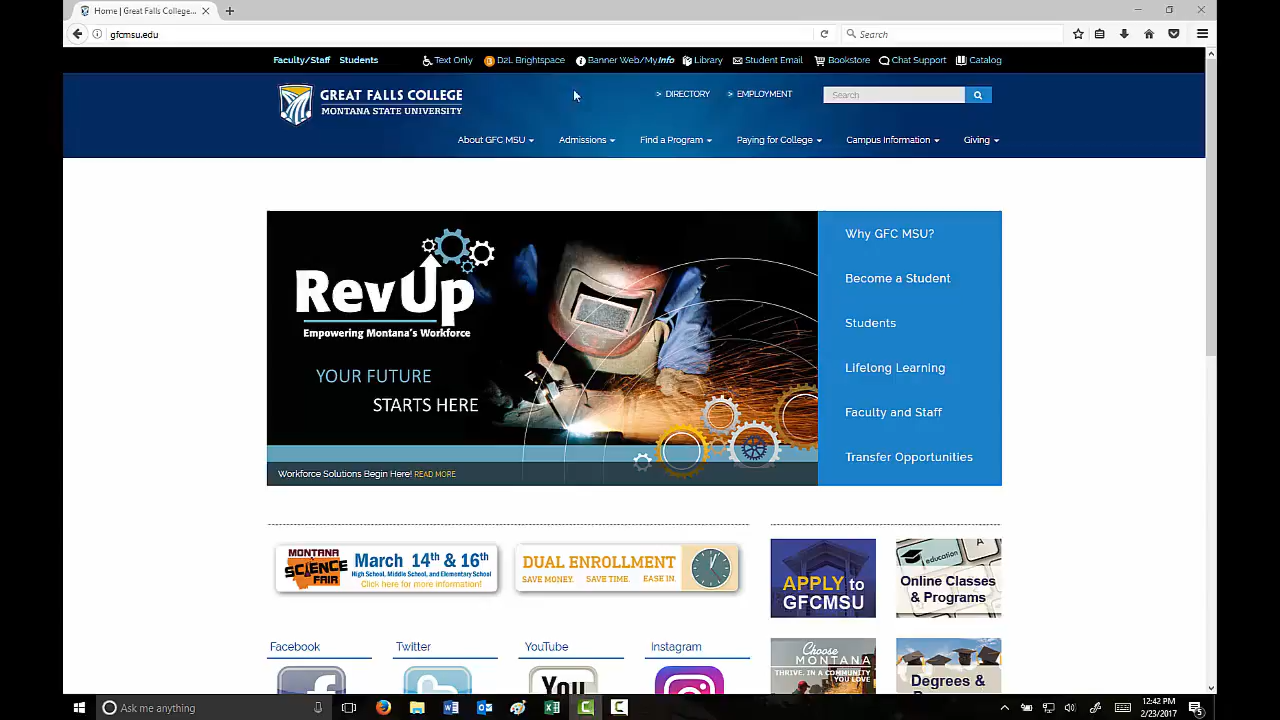 Home | Great Falls College...
gfcmsu.edu
Search
Faculty/Staff Students
Text Only D2L Brightspace Banner Web/MyInfo Library Student Email Bookstore Chat Support Catalog
GREAT FALLS COLLEGE
MONTANA STATE UNIVERSITY
> DIRECTORY > EMPLOYMENT
Search
About GFC MSU Admissions Find a Program Paying for College Campus Information Giving
RevUp
Empowering Montana's Workforce
YOUR FUTURE
STARTS HERE
Workforce Solutions Begin Here! READ MORE
Why GFC MSU?
Become a Student
Students
Lifelong Learning
Faculty and Staff
Transfer Opportunities
MONTANA
SCIENCE
FAIR
March 14th & 16th
High School, Middle School, and Elementary School
Click here for more information!
DUAL ENROLLMENT
SAVE MONEY. SAVE TIME. EASE IN.
APPLY to
GFCMSU
education
Online Classes
& Programs
Facebook
Twitter
YouTube
Instagram
You
Choose
MONTANA
THRIVE. IN A COMMUNITY
YOU LOVE!
Degrees &
Ask me anything
12:42 PM
2/23/2017